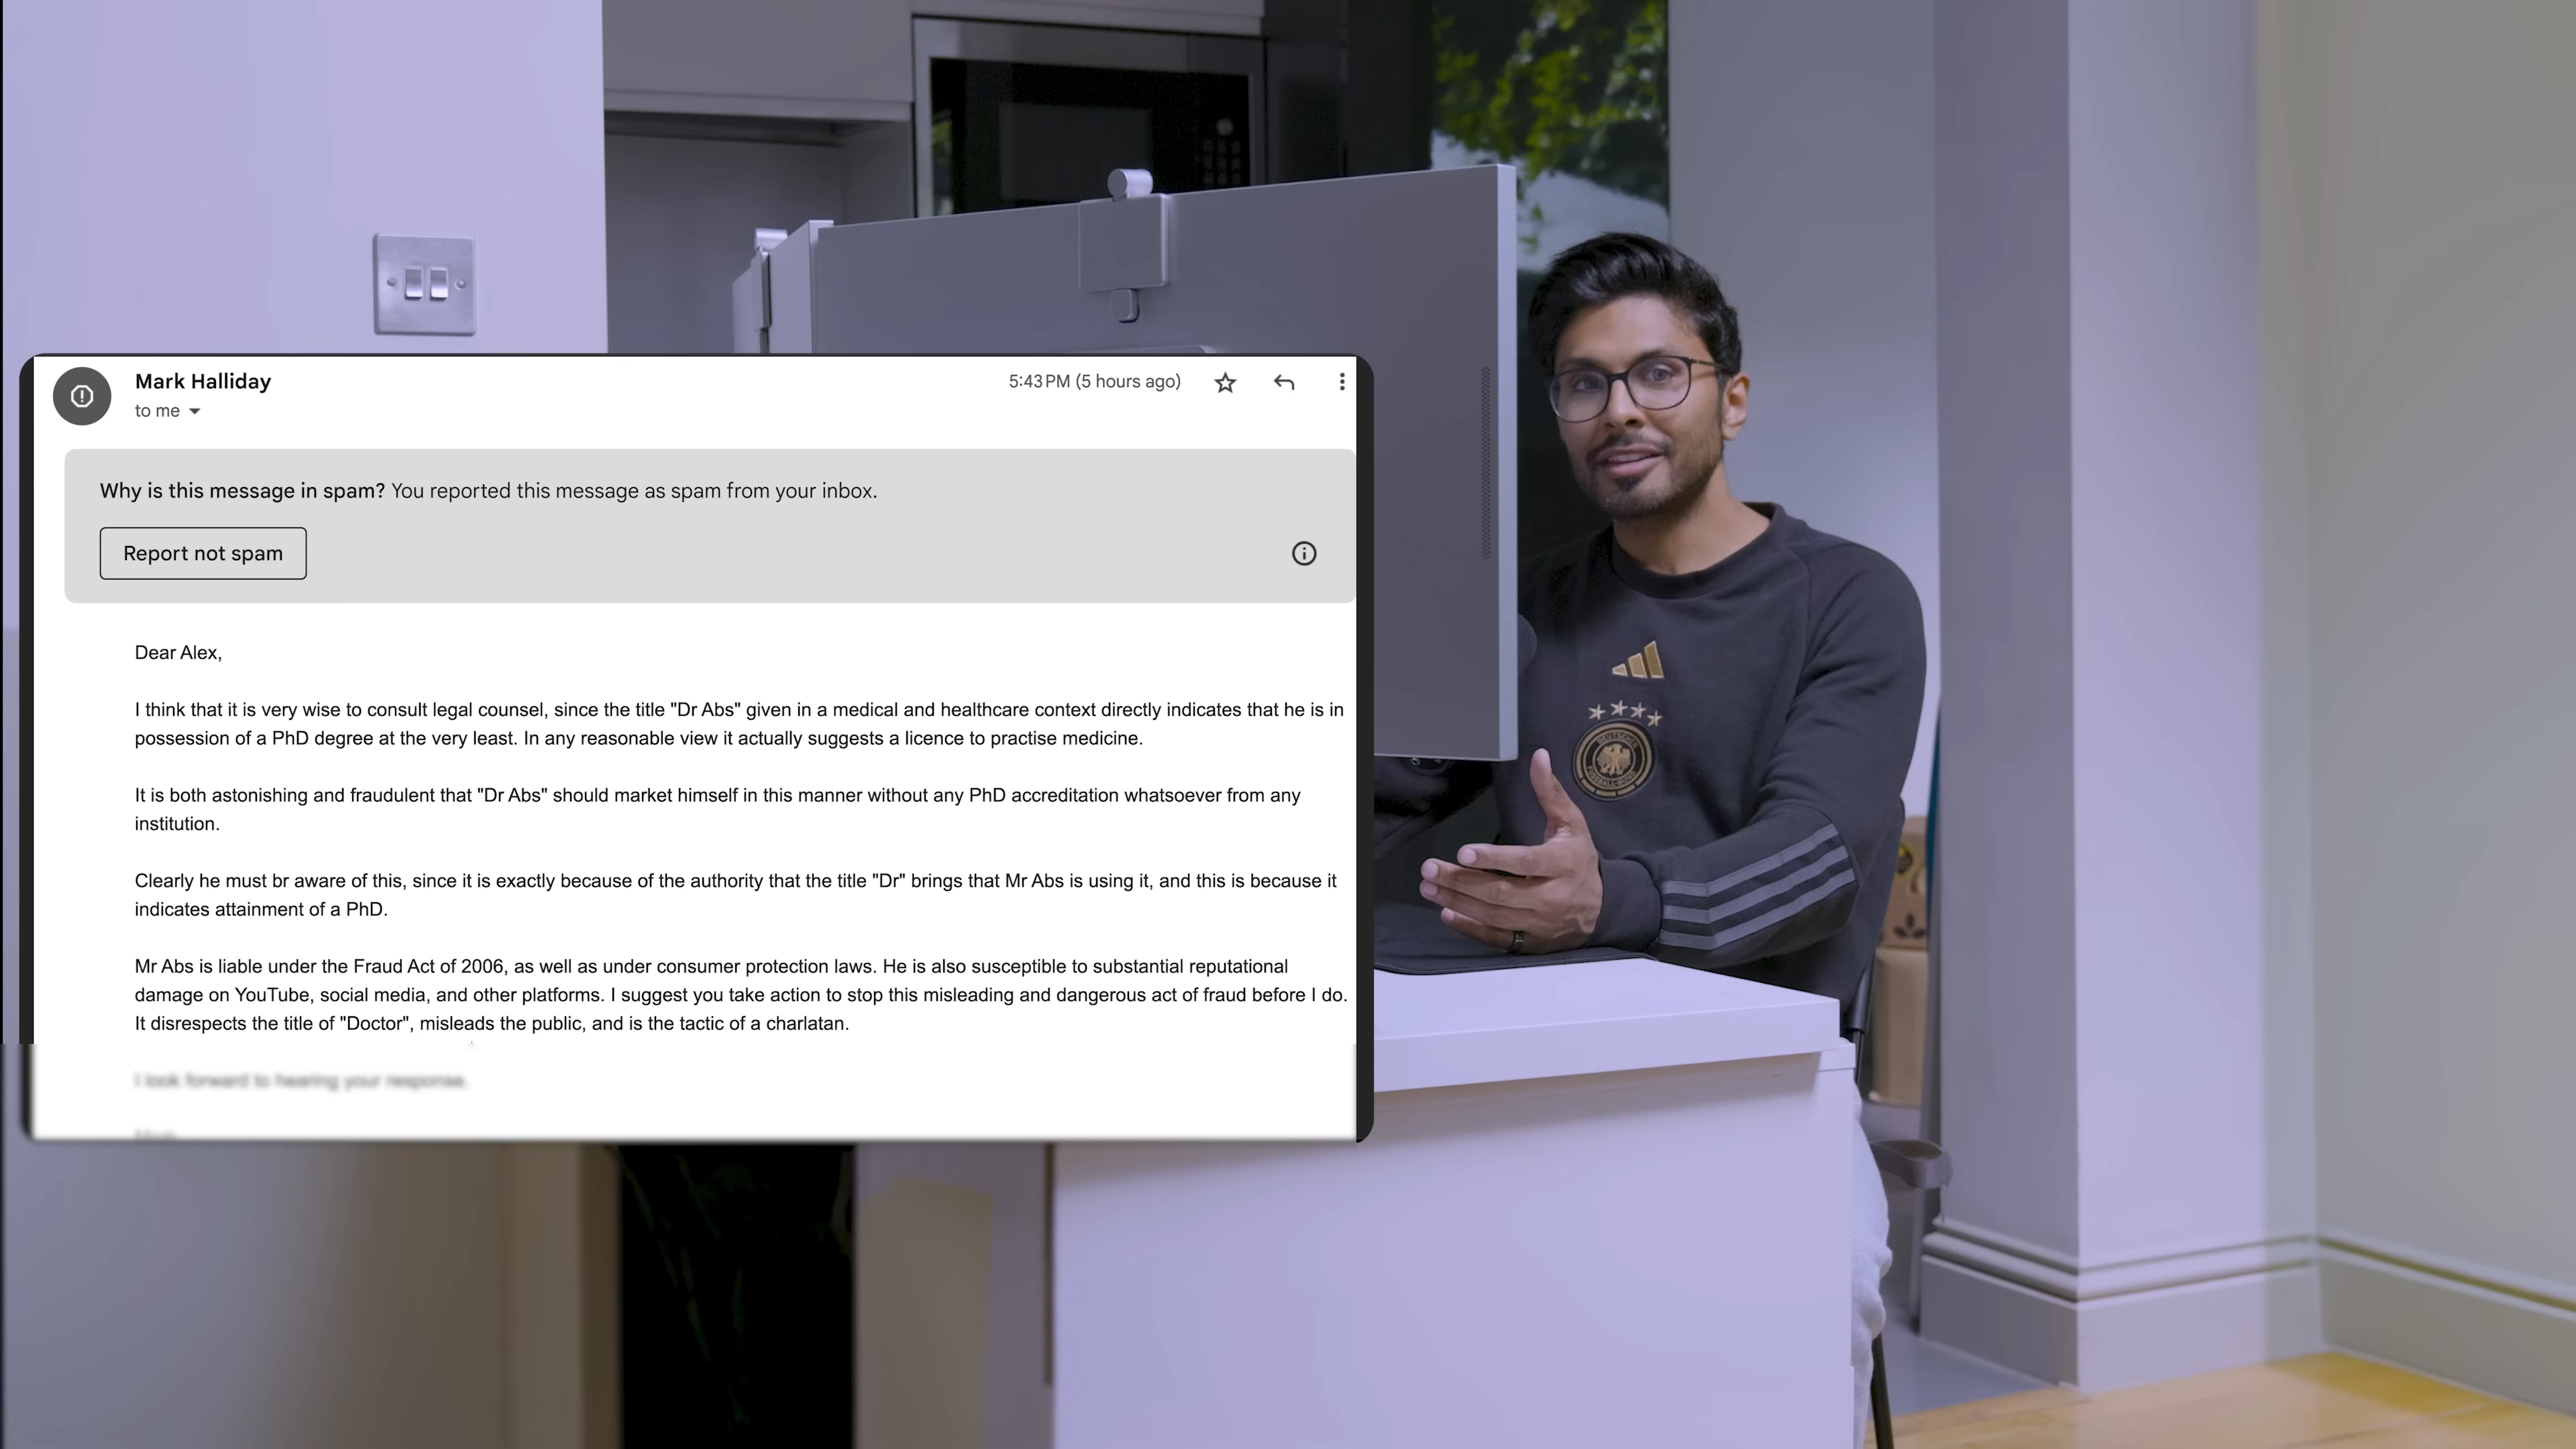 Mark Halliday
5:43 PM (5 hours ago)
to me
Why is this message in spam? You reported this message as spam from your inbox.
Report not spam
Dear Alex,
I think that it is very wise to consult legal counsel, since the title "Dr Abs" given in a medical and healthcare context directly indicates that he is in
possession of a PhD degree at the very least. In any reasonable view it actually suggests a licence to practise medicine.
It is both astonishing and fraudulent that "Dr Abs" should market himself in this manner without any PhD accreditation whatsoever from any
institution.
Clearly he must br aware of this, since it is exactly because of the authority that the title "Dr" brings that Mr Abs is using it, and this is because it
indicates attainment of a PhD.
Mr Abs is liable under the Fraud Act of 2006, as well as under consumer protection laws. He is also susceptible to substantial reputational
damage on YouTube, social media, and other platforms. I suggest you take action to stop this misleading and dangerous act of fraud before I do.
It disrespects the title of "Doctor", misleads the public, and is the tactic of a charlatan.
I look forward to hearing your response.
DEUTSCHER
FUSSBALL-BUND